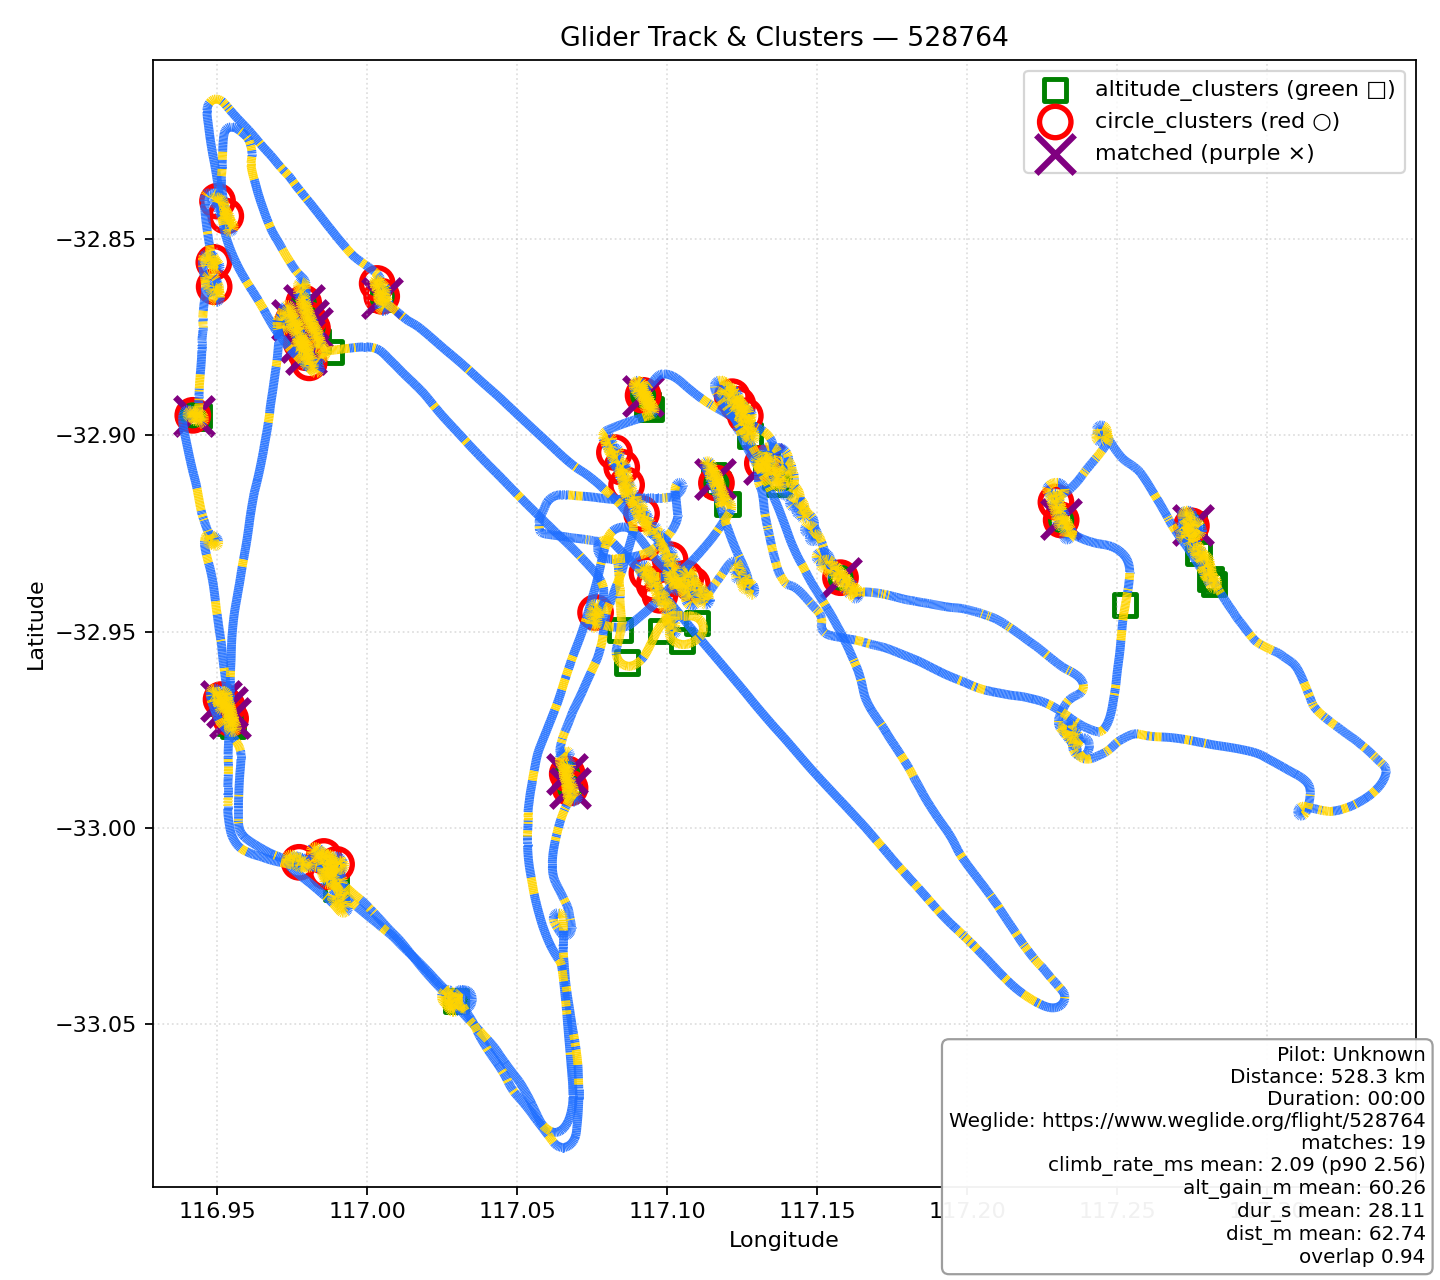 Glider Track & Clusters — 528764
altitude_clusters (green □)
circle_clusters (red ○)
matched (purple ×)
Latitude
−32.85
−32.90
−32.95
−33.00
−33.05
116.95
117.00
117.05
117.10
117.15
117.20
117.25
Longitude
Pilot: Unknown
Distance: 528.3 km
Duration: 00:00
Weglide: https://www.weglide.org/flight/528764
matches: 19
climb_rate_ms mean: 2.09 (p90 2.56)
alt_gain_m mean: 60.26
dur_s mean: 28.11
dist_m mean: 62.74
overlap 0.94